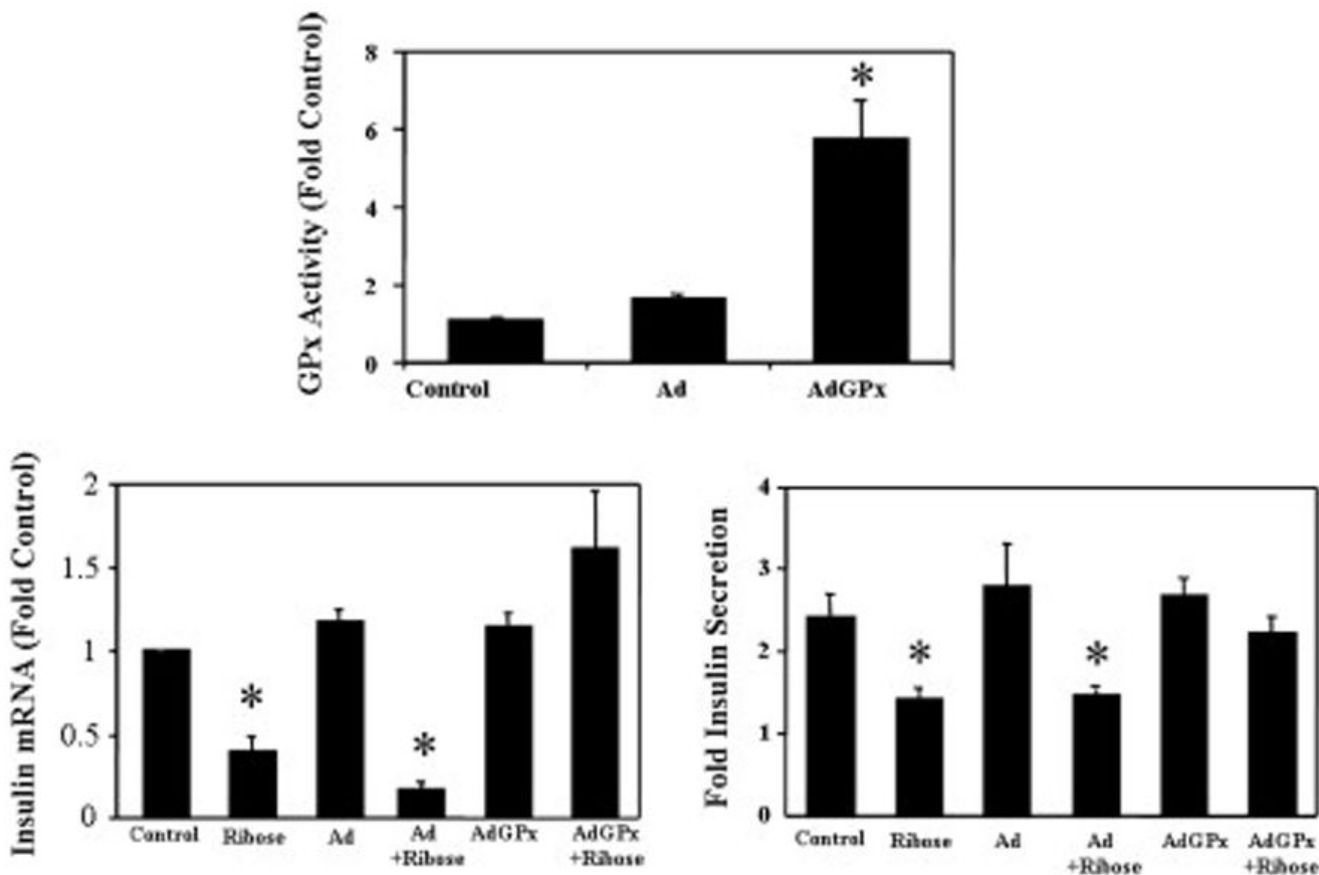 GPx Activity (Fold Control)
8
6
4
2
0
*
Control
Ad
AdGPx
Insulin mRNA (Fold Control)
2
1.5
1
0.5
0
*
*
Control
Ribose
Ad
Ad
+Ribose
AdGPx
AdGPx
+Ribose
Fold Insulin Secretion
4
3
2
1
0
*
*
Control
Ribose
Ad
Ad
+Ribose
AdGPx
AdGPx
+Ribose